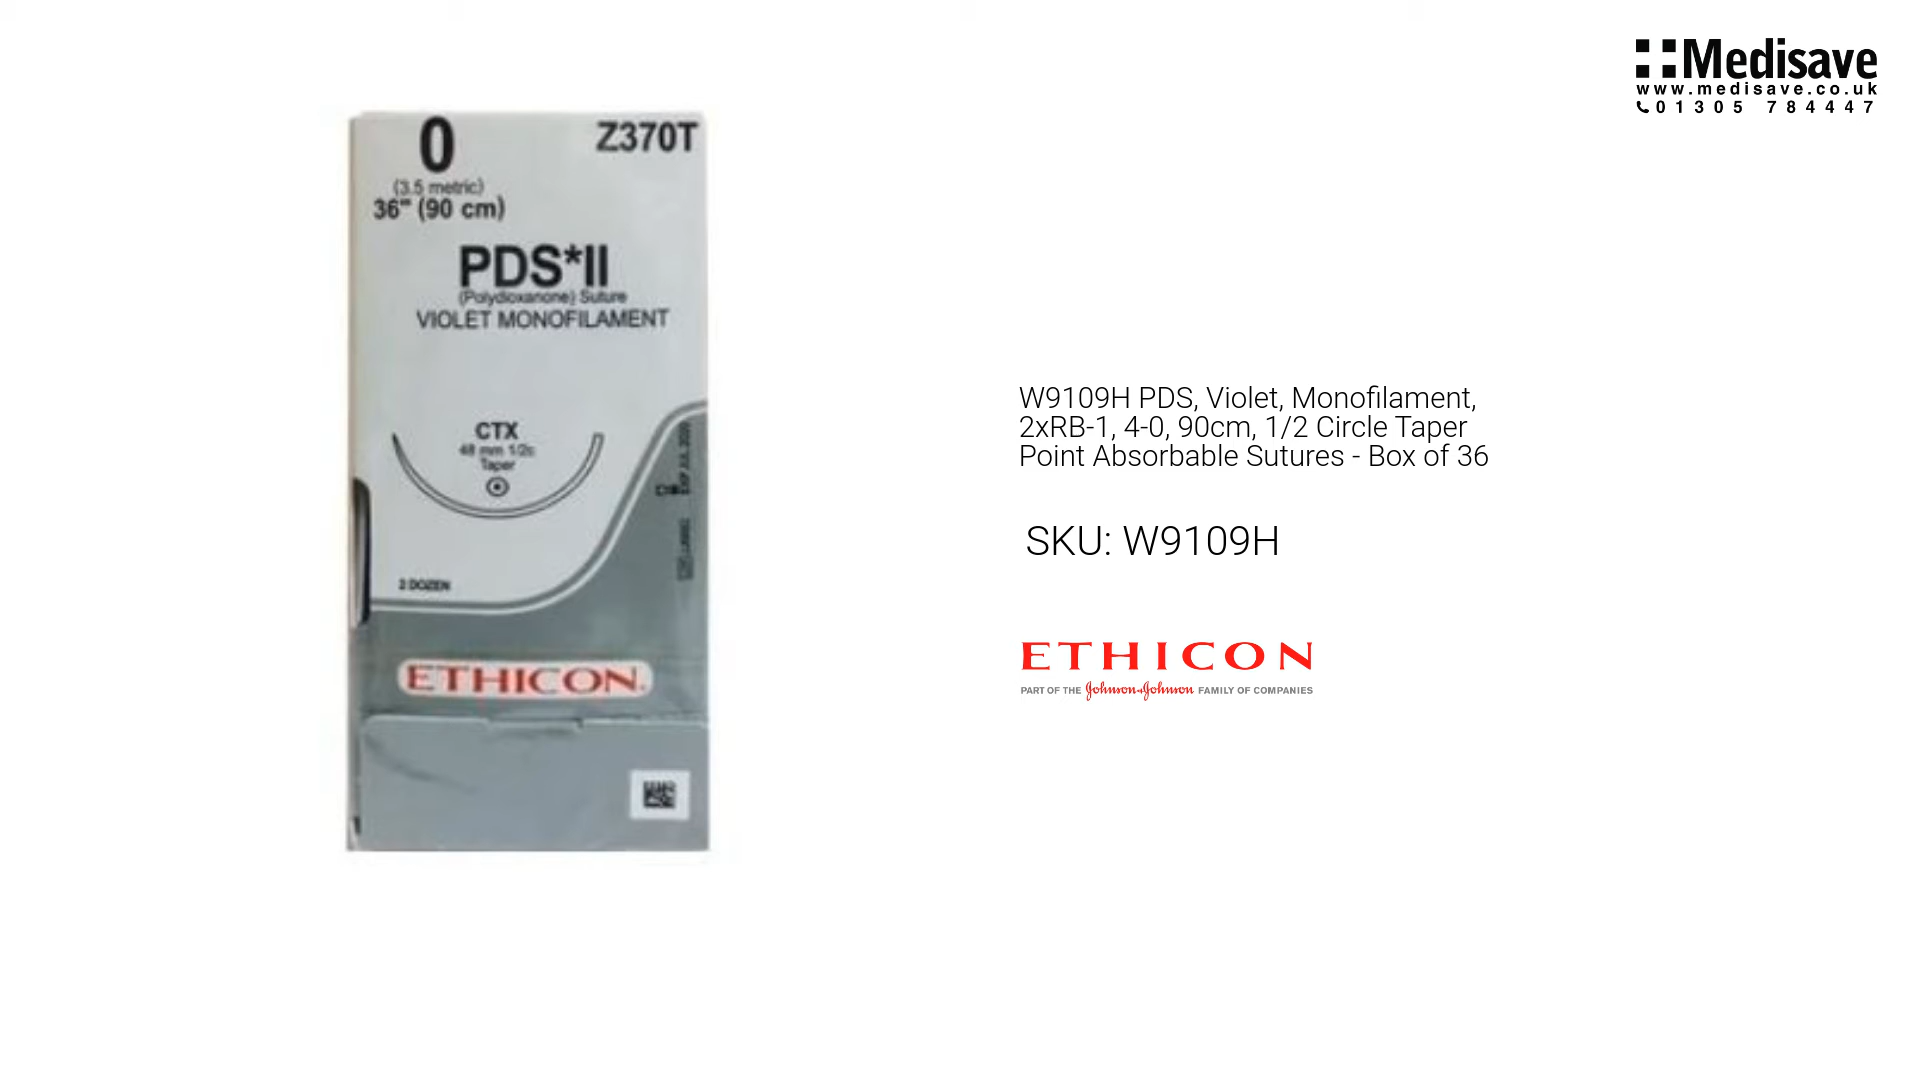 Medisave
www.medisave.co.uk
01305 784447
0
Z370T
(3.5 metric)
36" (90 cm)
PDS*II
(Polydioxanone) Suture
VIOLET MONOFILAMENT
CTX
48 mm 1/2c
Taper
2 DOZEN
ETHICON.
W9109H PDS, Violet, Monofilament,
2xRB-1, 4-0, 90cm, 1/2 Circle Taper
Point Absorbable Sutures - Box of 36
SKU: W9109H
ETHICON
PART OF THE Johnson&Johnson FAMILY OF COMPANIES